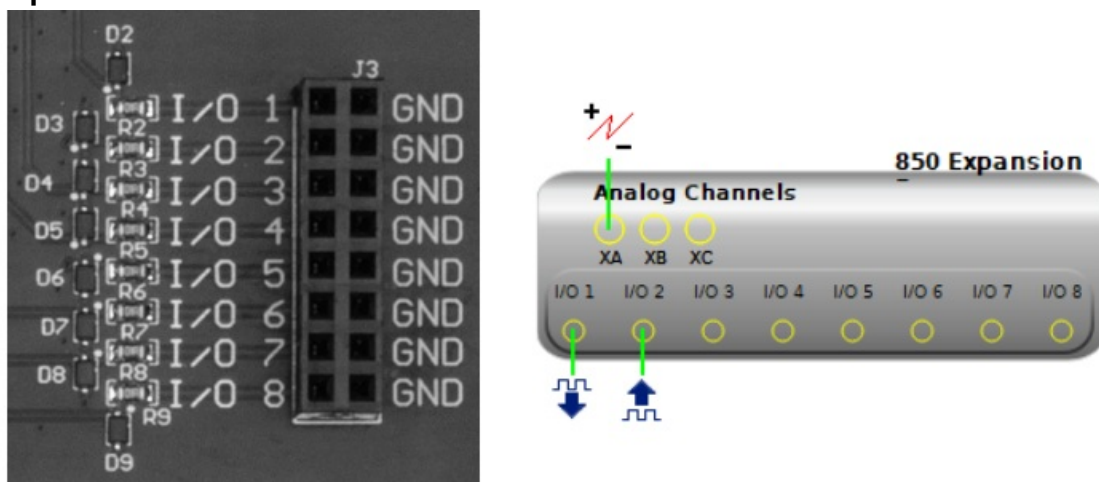 D2
J3
I/O 1 GND
D3
R2
I/O 2 GND
R3
D4
I/O 3 GND
R4
D5
I/O 4 GND
R5
D6
I/O 5 GND
R6
I/O 6 GND
D7
R7
I/O 7 GND
D8
R8
I/O 8 GND
R9
D9
+
-
850 Expansion
Analog Channels
XA XB XC
I/O 1 I/O 2 I/O 3 I/O 4 I/O 5 I/O 6 I/O 7 I/O 8